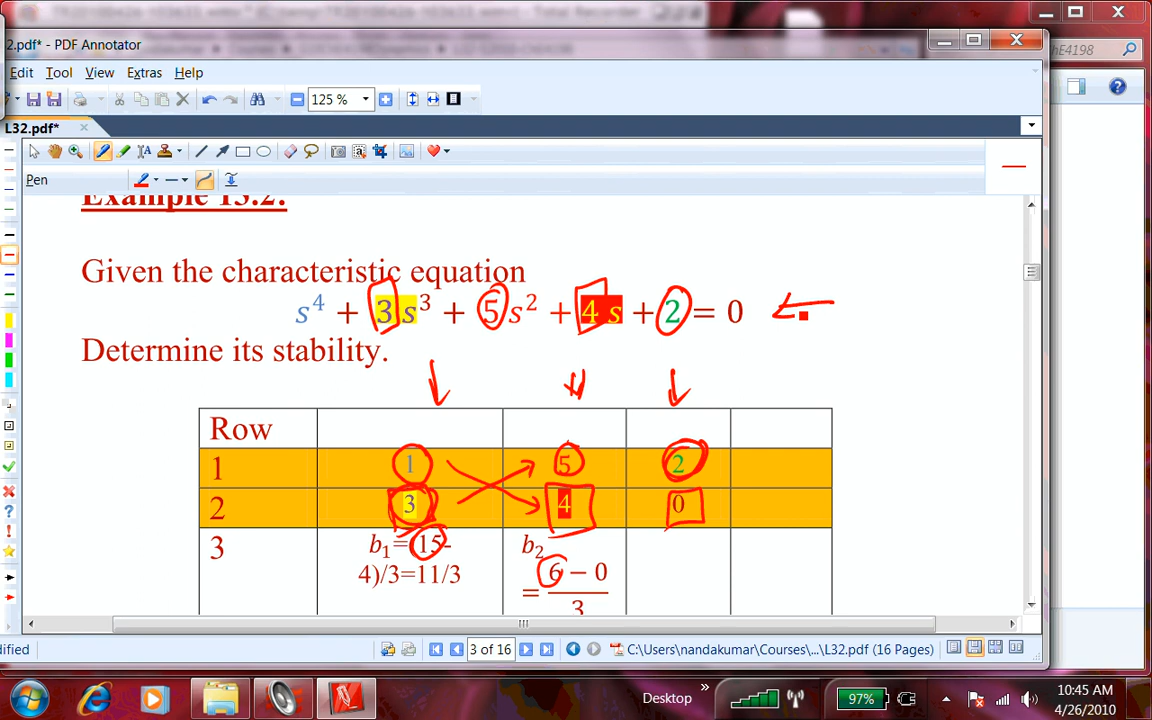 2.pdf* - PDF Annotator
hE4198
Edit Tool View Extras Help
125 %
L32.pdf*
Pen
Example 13.2:
Given the characteristic equation
s⁴ + 3s³ + 5s² + 4s + 2 = 0
Determine its stability.
Row
1 1 5 2
2 3 4 0
3 b₁= (15- b₂
4)/3=11/3 = 6 − 0
3
dified 3 of 16 C:\Users\nandakumar\Courses\...\L32.pdf (16 Pages)
Desktop » 97% 10:45 AM
4/26/2010